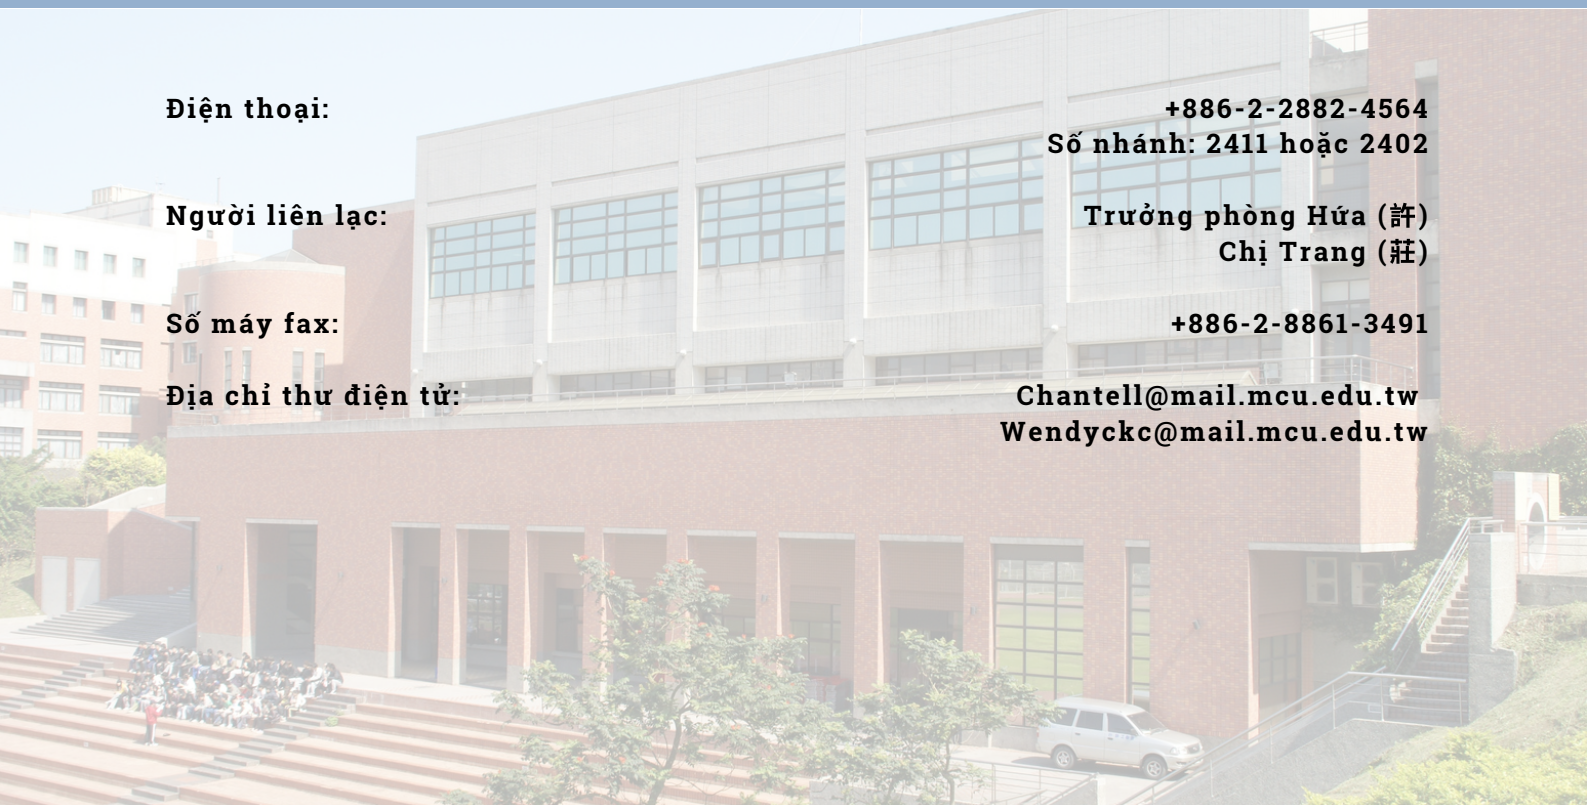 Điện thoại: +886-2-2882-4564
Số nhánh: 2411 hoặc 2402
Người liên lạc: Trưởng phòng Hứa (許)
Chị Trang (莊)
Số máy fax: +886-2-8861-3491
Địa chỉ thư điện tử: Chantell@mail.mcu.edu.tw
Wendyckc@mail.mcu.edu.tw